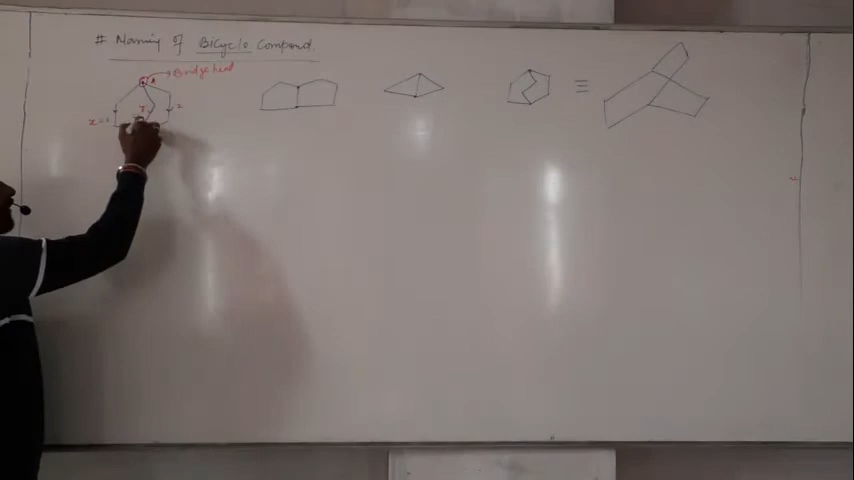 # Naming of Bicyclo Compound.
Bridge head
x
y
z